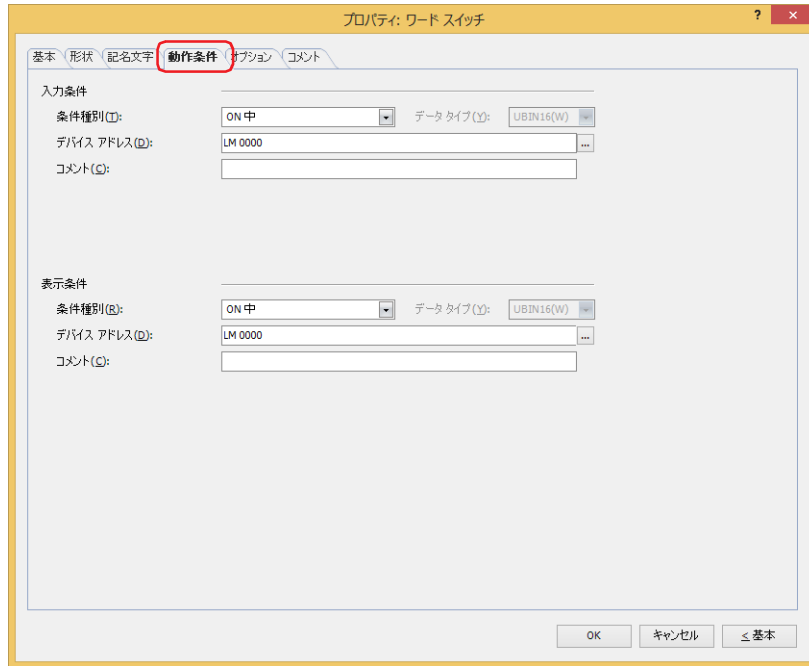 プロパティ: ワード スイッチ
? ×
基本 形状 記名文字 動作条件 オプション コメント
入力条件
条件種別(T): ON 中 データ タイプ(Y): UBIN16(W)
デバイス アドレス(D): LM 0000 ...
コメント(C):
表示条件
条件種別(R): ON 中 データ タイプ(Y): UBIN16(W)
デバイス アドレス(D): LM 0000 ...
コメント(C):
OK キャンセル < 基本